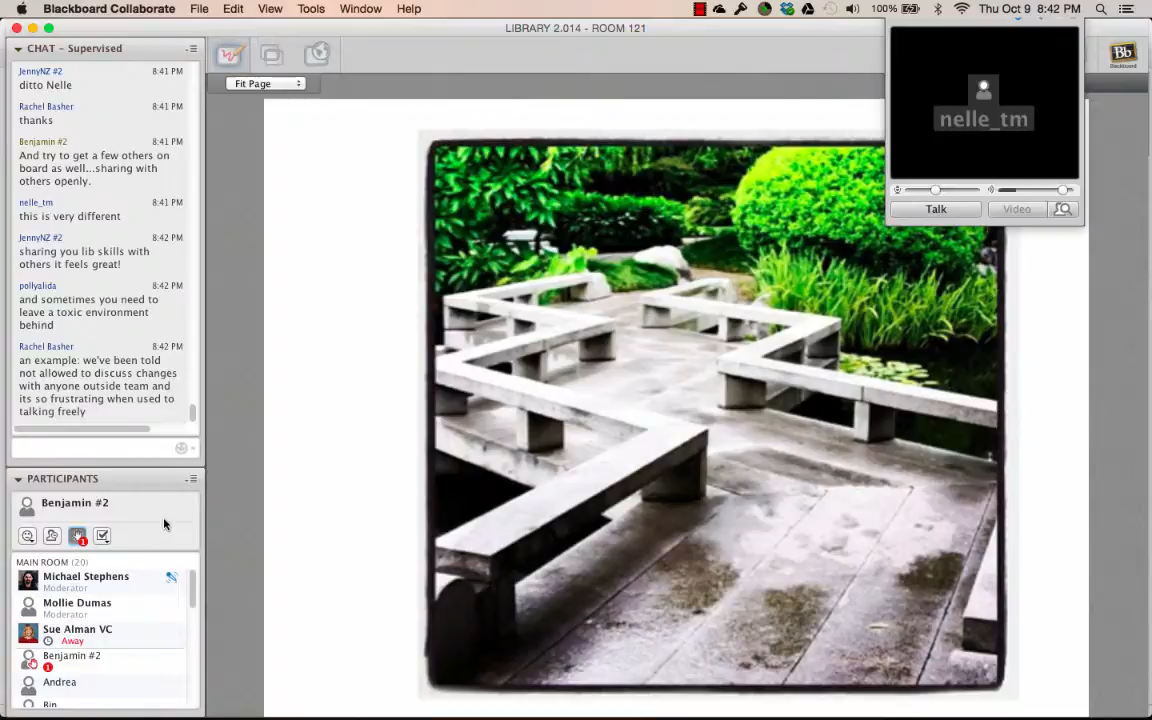 Blackboard Collaborate File Edit View Tools Window Help 100% Thu Oct 9 8:42 PM
LIBRARY 2.014 - ROOM 121
CHAT - Supervised
JennyNZ #2 8:41 PM
ditto Nelle
Rachel Basher 8:41 PM
thanks
Benjamin #2 8:41 PM
And try to get a few others on
board as well...sharing with
others openly.
nelle_tm 8:41 PM
this is very different
JennyNZ #2 8:42 PM
sharing you lib skills with
others it feels great!
pollyalida 8:42 PM
and sometimes you need to
leave a toxic environment
behind
Rachel Basher 8:42 PM
an example: we've been told
not allowed to discuss changes
with anyone outside team and
its so frustrating when used to
talking freely
PARTICIPANTS
Benjamin #2
1
MAIN ROOM (20)
Michael Stephens
Moderator
Mollie Dumas
Moderator
Sue Alman VC
Away
Benjamin #2
1
Andrea
Bin
Fit Page
nelle_tm
Talk Video
Bb
Blackboard